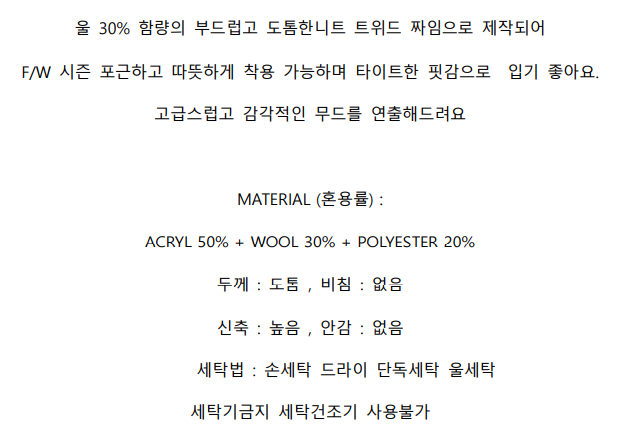 울 30% 함량의 부드럽고 도톰한니트 트위드 짜임으로 제작되어
F/W 시즌 포근하고 따뜻하게 착용 가능하며 타이트한 핏감으로 입기 좋아요.
고급스럽고 감각적인 무드를 연출해드려요
MATERIAL (혼용률) :
ACRYL 50% + WOOL 30% + POLYESTER 20%
두께 : 도톰 , 비침 : 없음
신축 : 높음 , 안감 : 없음
세탁법 : 손세탁 드라이 단독세탁 울세탁
세탁기금지 세탁건조기 사용불가